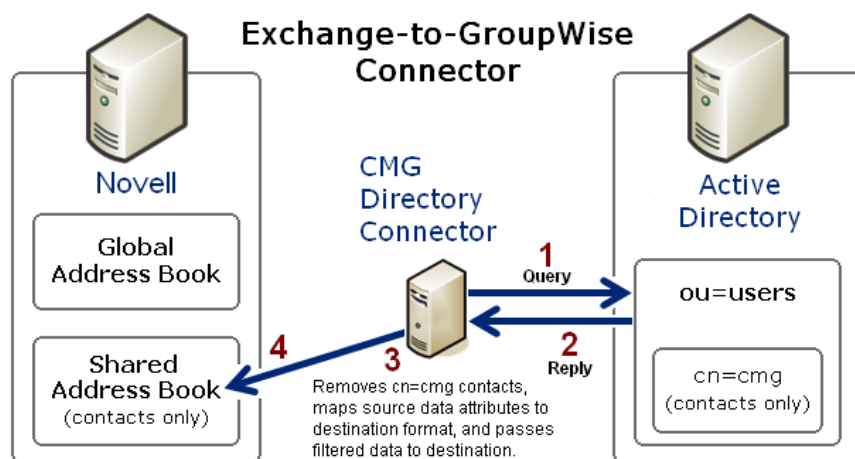 Exchange-to-GroupWise
Connector
Novell
Global
Address Book
Shared
Address Book
(contacts only)
CMG
Directory
Connector
1
Query
2
Reply
3
4
Removes cn=cmg contacts,
maps source data attributes to
destination format, and passes
filtered data to destination.
Active
Directory
ou=users
cn=cmg
(contacts only)